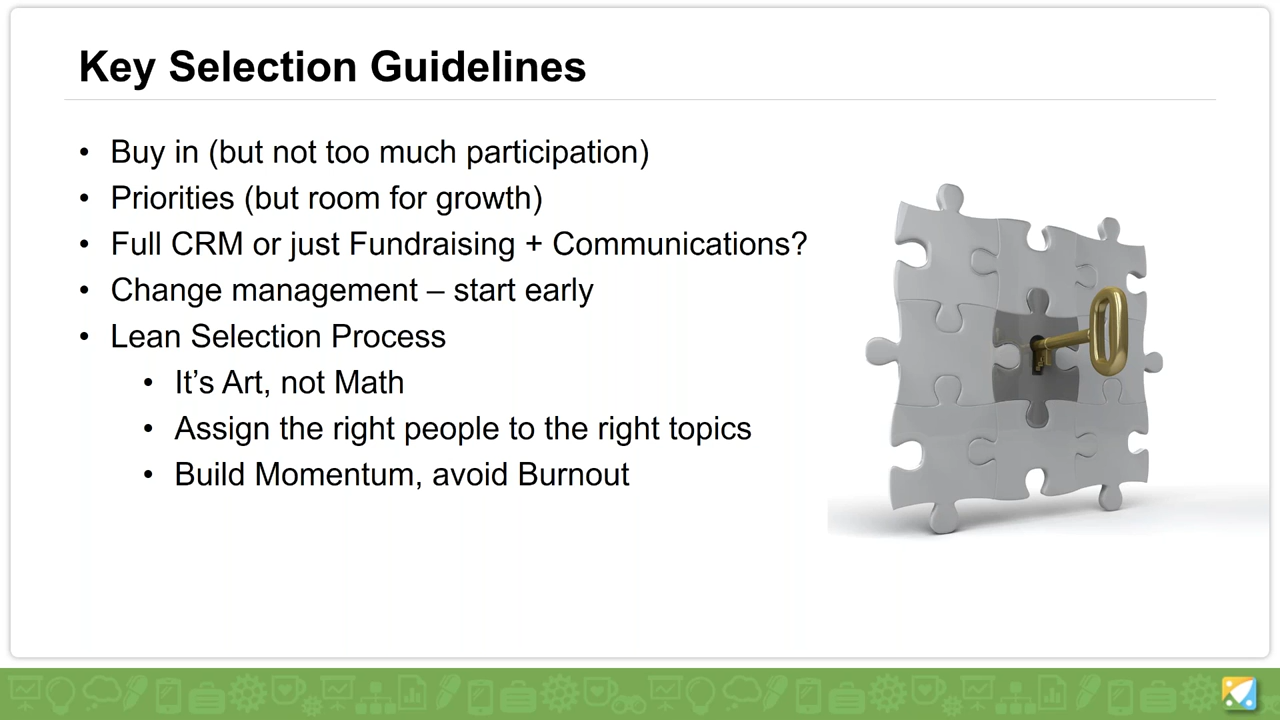 Key Selection Guidelines
• Buy in (but not too much participation)
• Priorities (but room for growth)
• Full CRM or just Fundraising + Communications?
• Change management – start early
• Lean Selection Process
• It’s Art, not Math
• Assign the right people to the right topics
• Build Momentum, avoid Burnout